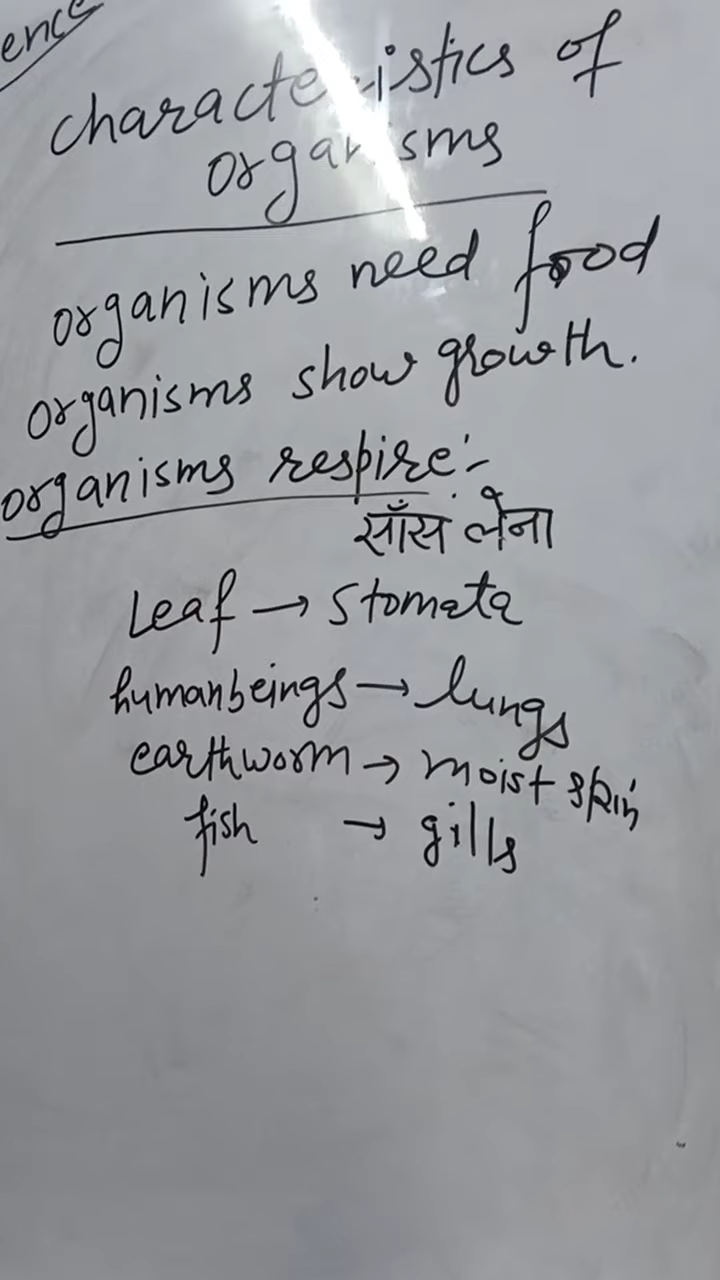 characteristics of
organisms
organisms need food
organisms show growth.
organisms respire:-
साँस लेना
Leaf → stomata
humanbeings → lungs
earthworm → moist skin
fish → gills